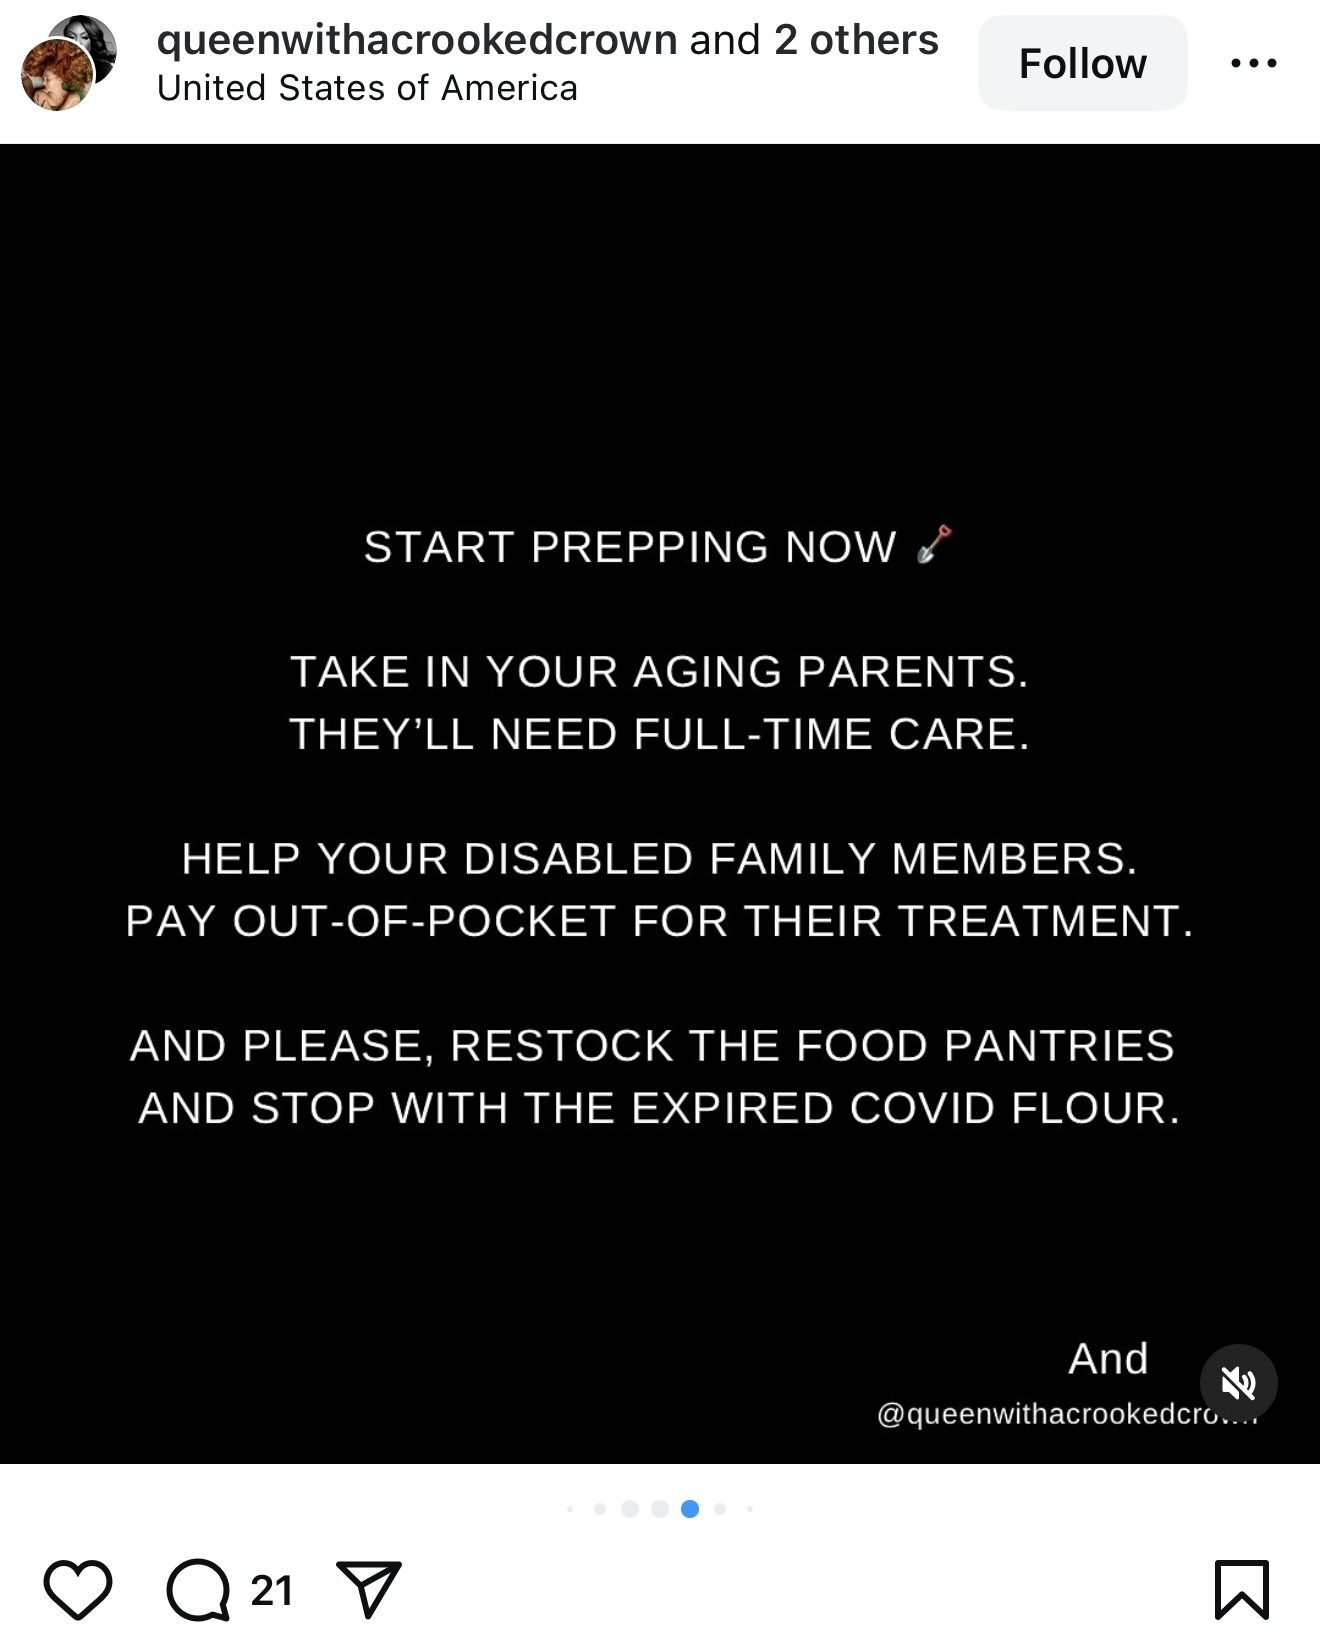 queenwithacrookedcrown and 2 others
United States of America
Follow
START PREPPING NOW
TAKE IN YOUR AGING PARENTS.
THEY’LL NEED FULL-TIME CARE.
HELP YOUR DISABLED FAMILY MEMBERS.
PAY OUT-OF-POCKET FOR THEIR TREATMENT.
AND PLEASE, RESTOCK THE FOOD PANTRIES
AND STOP WITH THE EXPIRED COVID FLOUR.
And
@queenwithacrookedcrown
21